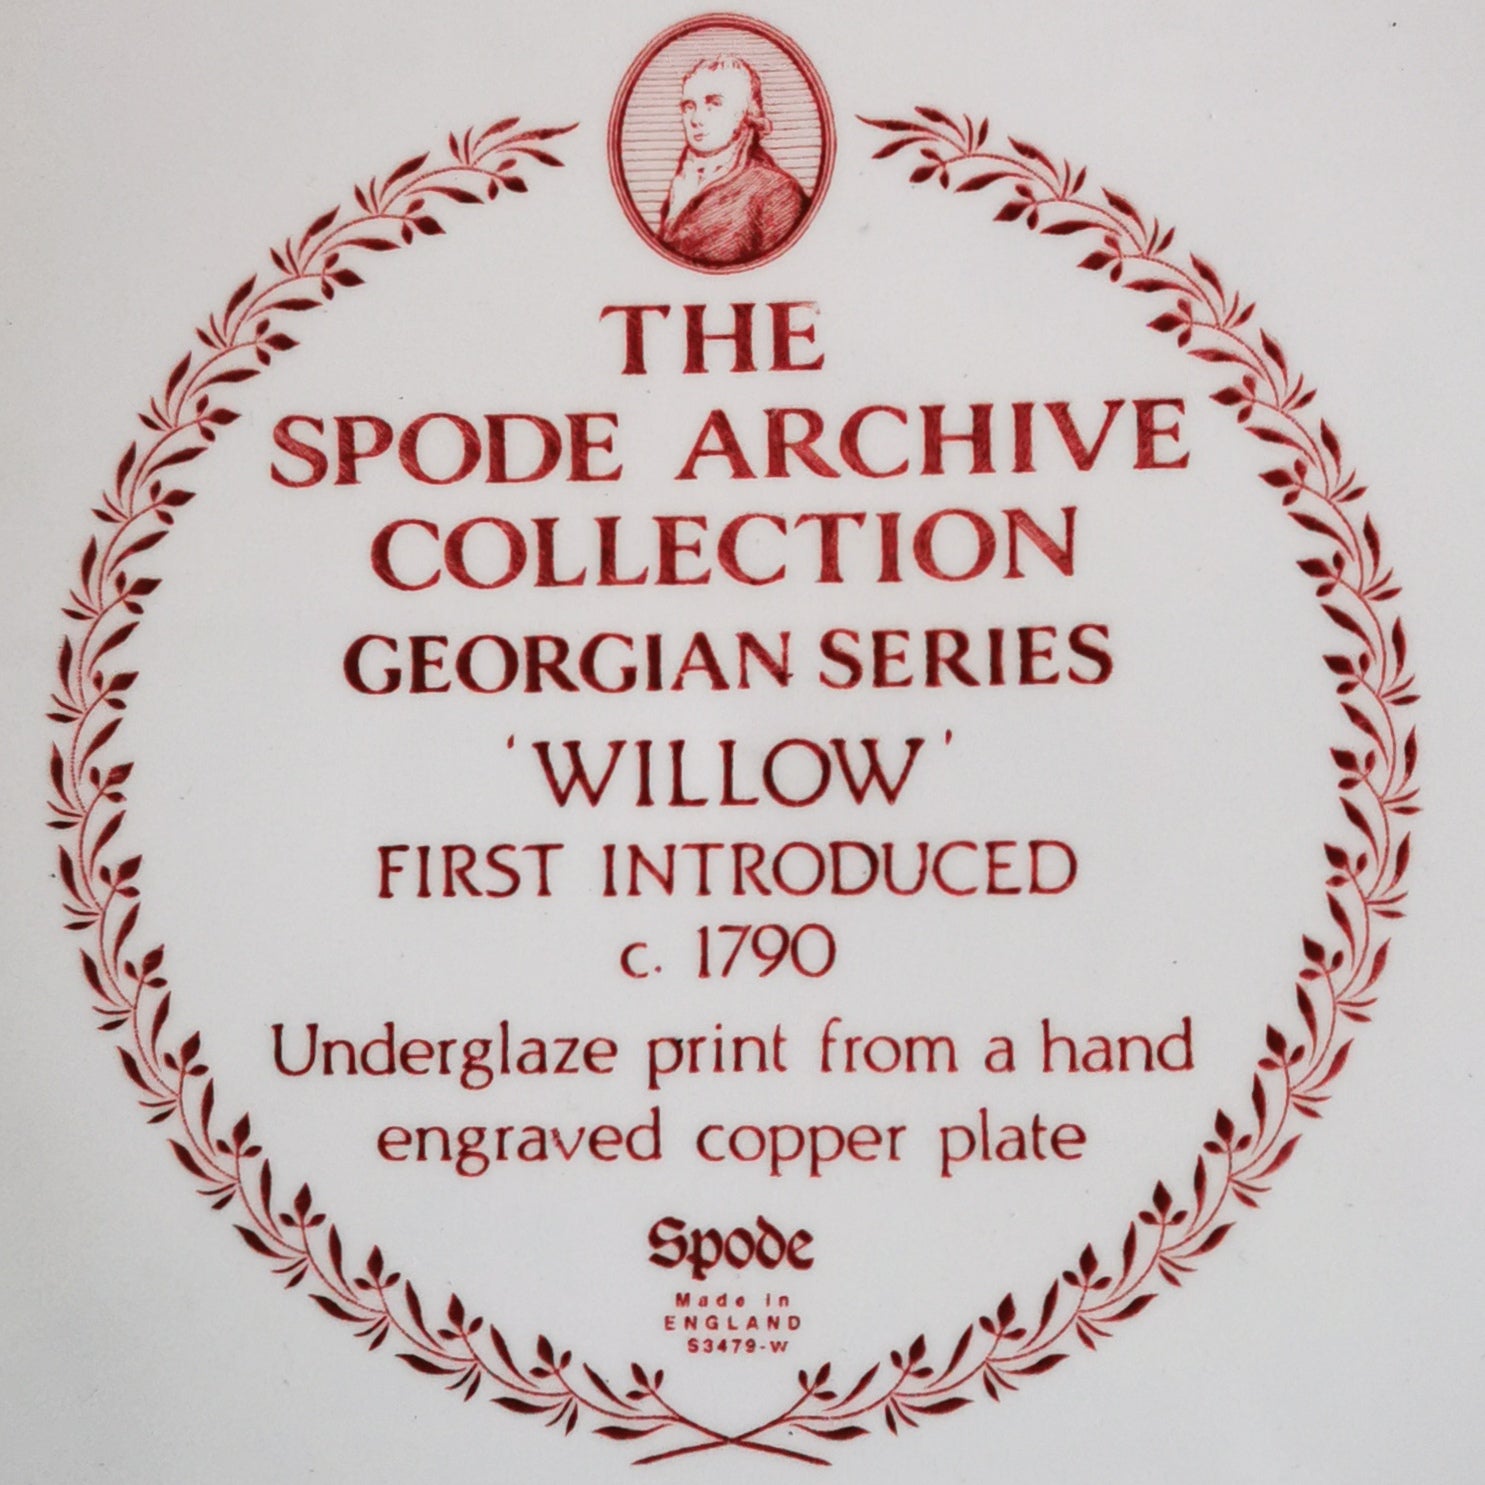 THE
SPODE ARCHIVE
COLLECTION
GEORGIAN SERIES
'WILLOW'
FIRST INTRODUCED
c. 1790
Underglaze print from a hand
engraved copper plate
Spode
Made in
ENGLAND
S3479-W